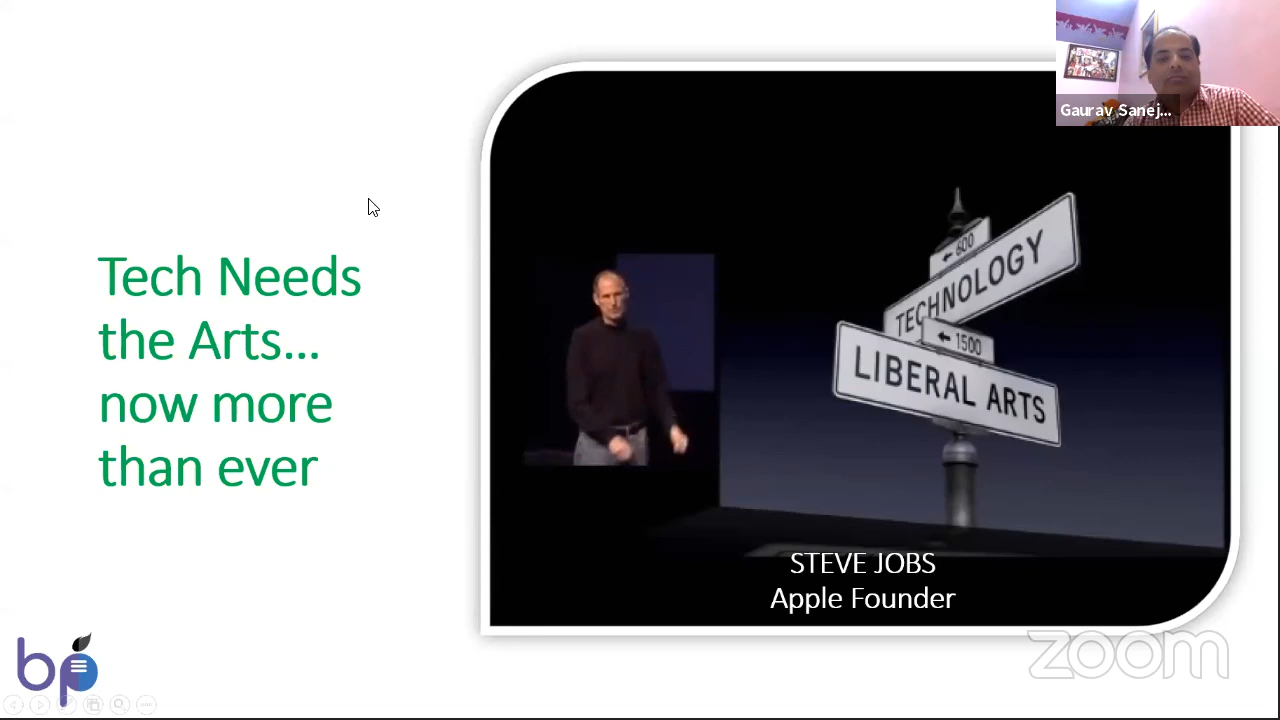 Gaurav Sanej...
Tech Needs
the Arts...
now more
than ever
600
TECHNOLOGY
1500
LIBERAL ARTS
STEVE JOBS
Apple Founder
bp
zoom